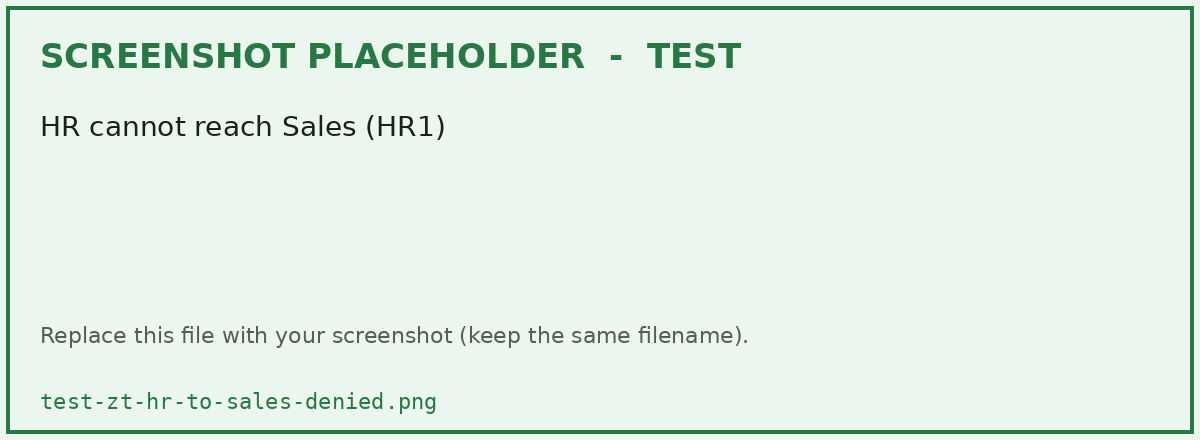 SCREENSHOT PLACEHOLDER - TEST
HR cannot reach Sales (HR1)
Replace this file with your screenshot (keep the same filename).
test-zt-hr-to-sales-denied.png